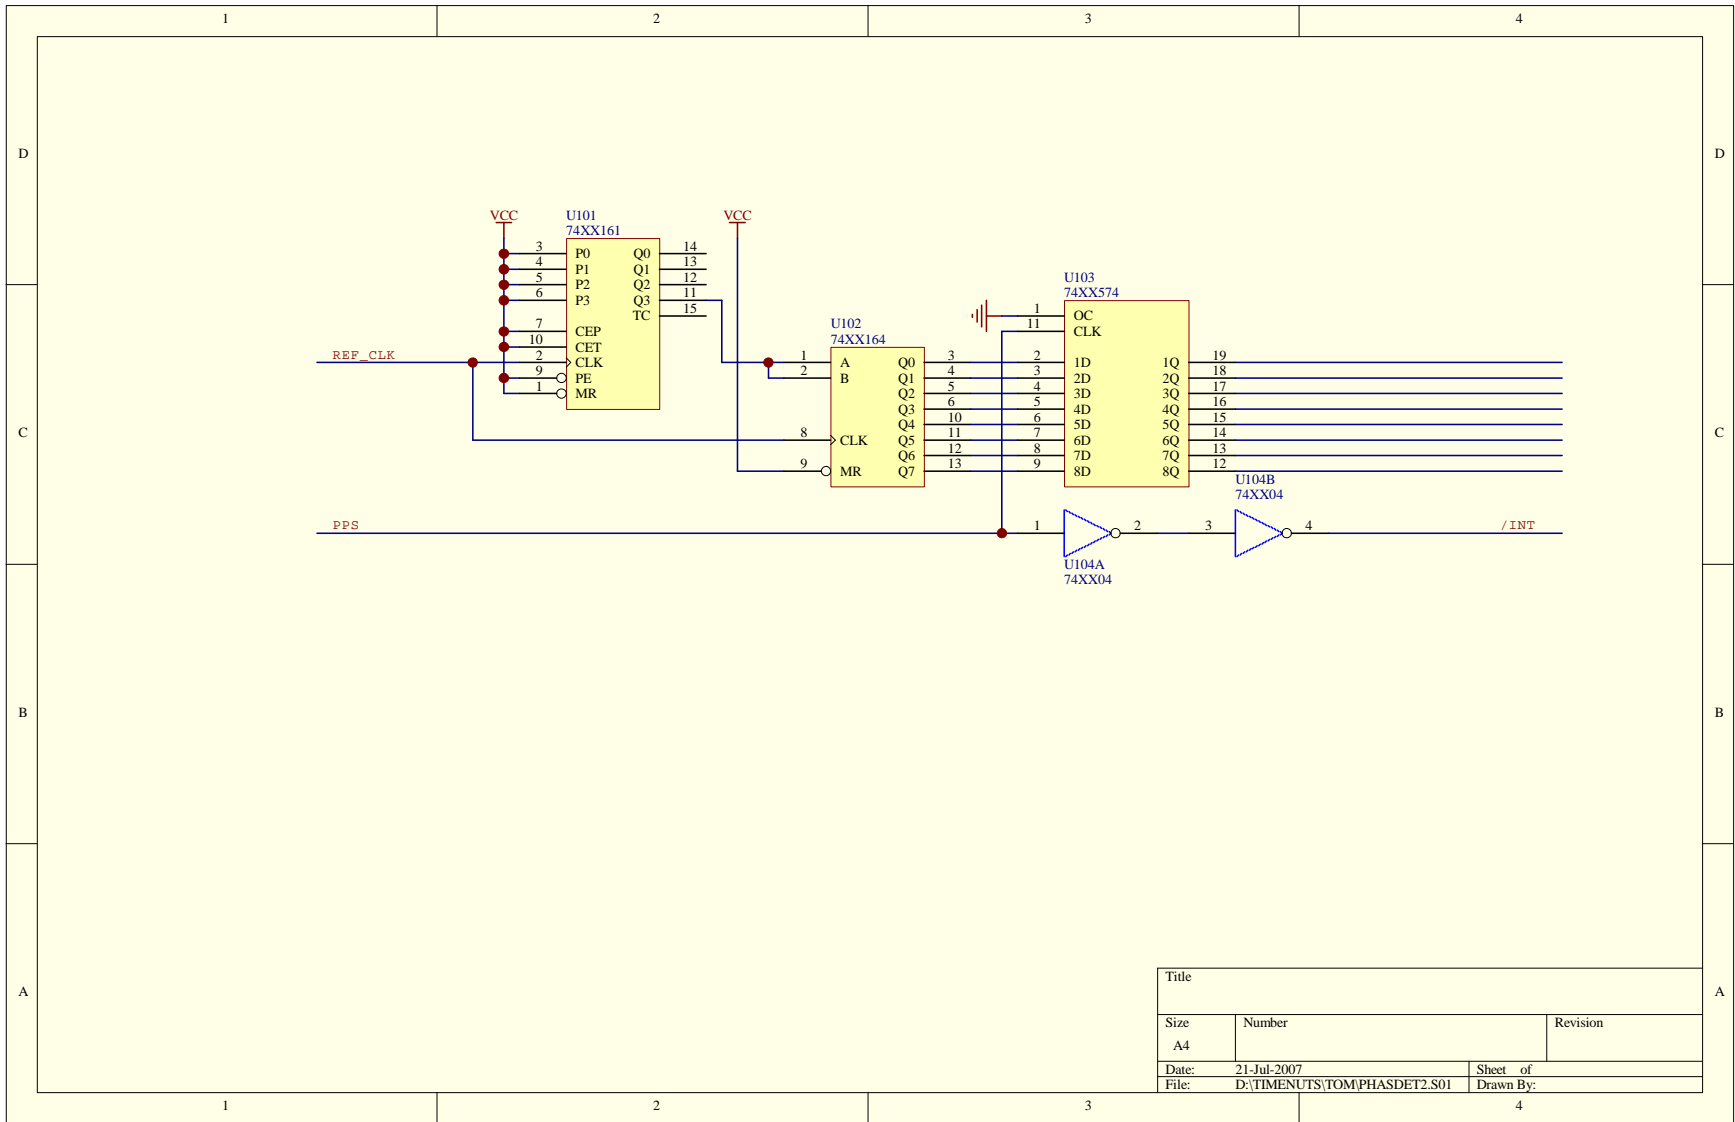 1 2 3 4
D D
VCC U101 VCC
74XX161
3 P0 Q0 14
4 P1 Q1 13
5 P2 Q2 12
6 P3 Q3 11
TC 15
7 CEP
10 CET
REF_CLK 2 CLK
9 PE
1 MR
U102
74XX164
1 A Q0 3
2 B Q1 4
Q2 5
Q3 6
Q4 10
8 CLK Q5 11
Q6 12
9 MR Q7 13
U103
74XX574
1 OC
11 CLK
2 1D 1Q 19
3 2D 2Q 18
4 3D 3Q 17
5 4D 4Q 16
6 5D 5Q 15
7 6D 6Q 14
8 7D 7Q 13
9 8D 8Q 12
C C
U104B
74XX04
PPS 1 2 3 4 /INT
U104A
74XX04
B B
A A
Title
Size Number Revision
A4
Date: 21-Jul-2007 Sheet of
File: D:\TIMENUTS\TOM\PHASDET2.S01 Drawn By:
1 2 3 4